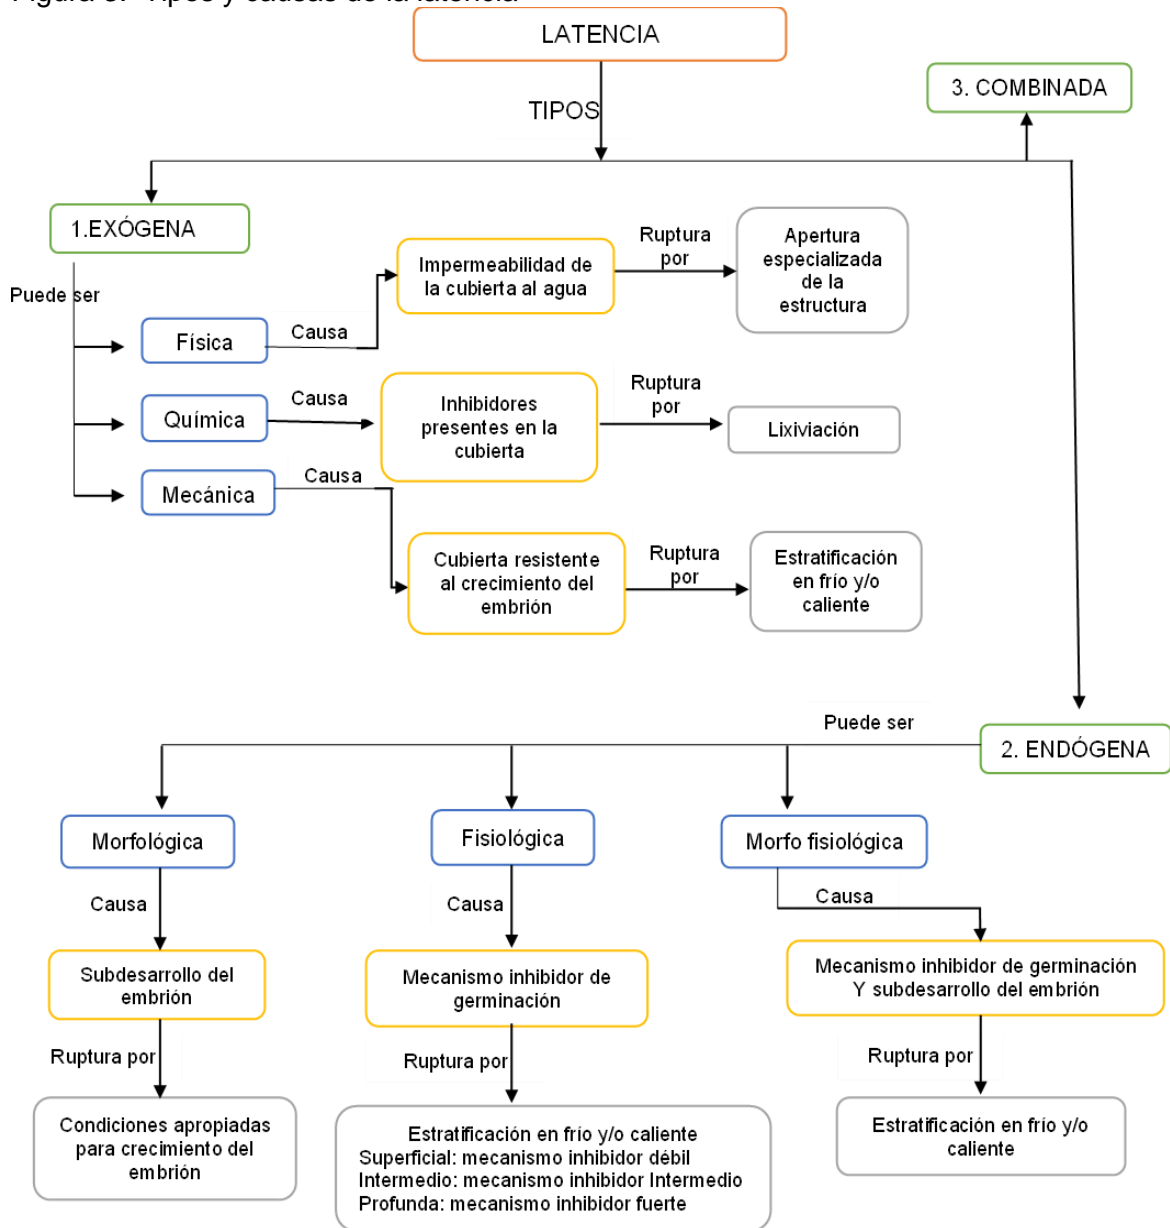 LATENCIA
TIPOS
3. COMBINADA
1.EXÓGENA
Puede ser
Física
Causa
Impermeabilidad de
la cubierta al agua
Ruptura
por
Apertura
especializada
de la
estructura
Química
Causa
Inhibidores
presentes en la
cubierta
Ruptura
por
Lixiviación
Mecánica
Causa
Cubierta resistente
al crecimiento del
embrión
Ruptura
por
Estratificación
en frío y/o
caliente
Puede ser
2. ENDÓGENA
Morfológica
Causa
Subdesarrollo del
embrión
Ruptura por
Condiciones apropiadas
para crecimiento del
embrión
Fisiológica
Causa
Mecanismo inhibidor de
germinación
Ruptura por
Estratificación en frío y/o caliente
Superficial: mecanismo inhibidor débil
Intermedio: mecanismo inhibidor Intermedio
Profunda: mecanismo inhibidor fuerte
Morfo fisiológica
Causa
Mecanismo inhibidor de germinación
Y subdesarrollo del embrión
Ruptura por
Estratificación en frío y/o
caliente